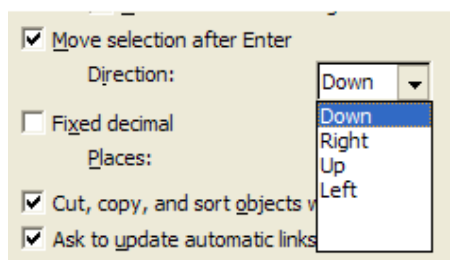 Move selection after Enter
Direction:
Down
Fixed decimal
Down
Right
Places:
Up
Left
Cut, copy, and sort objects
Ask to update automatic links